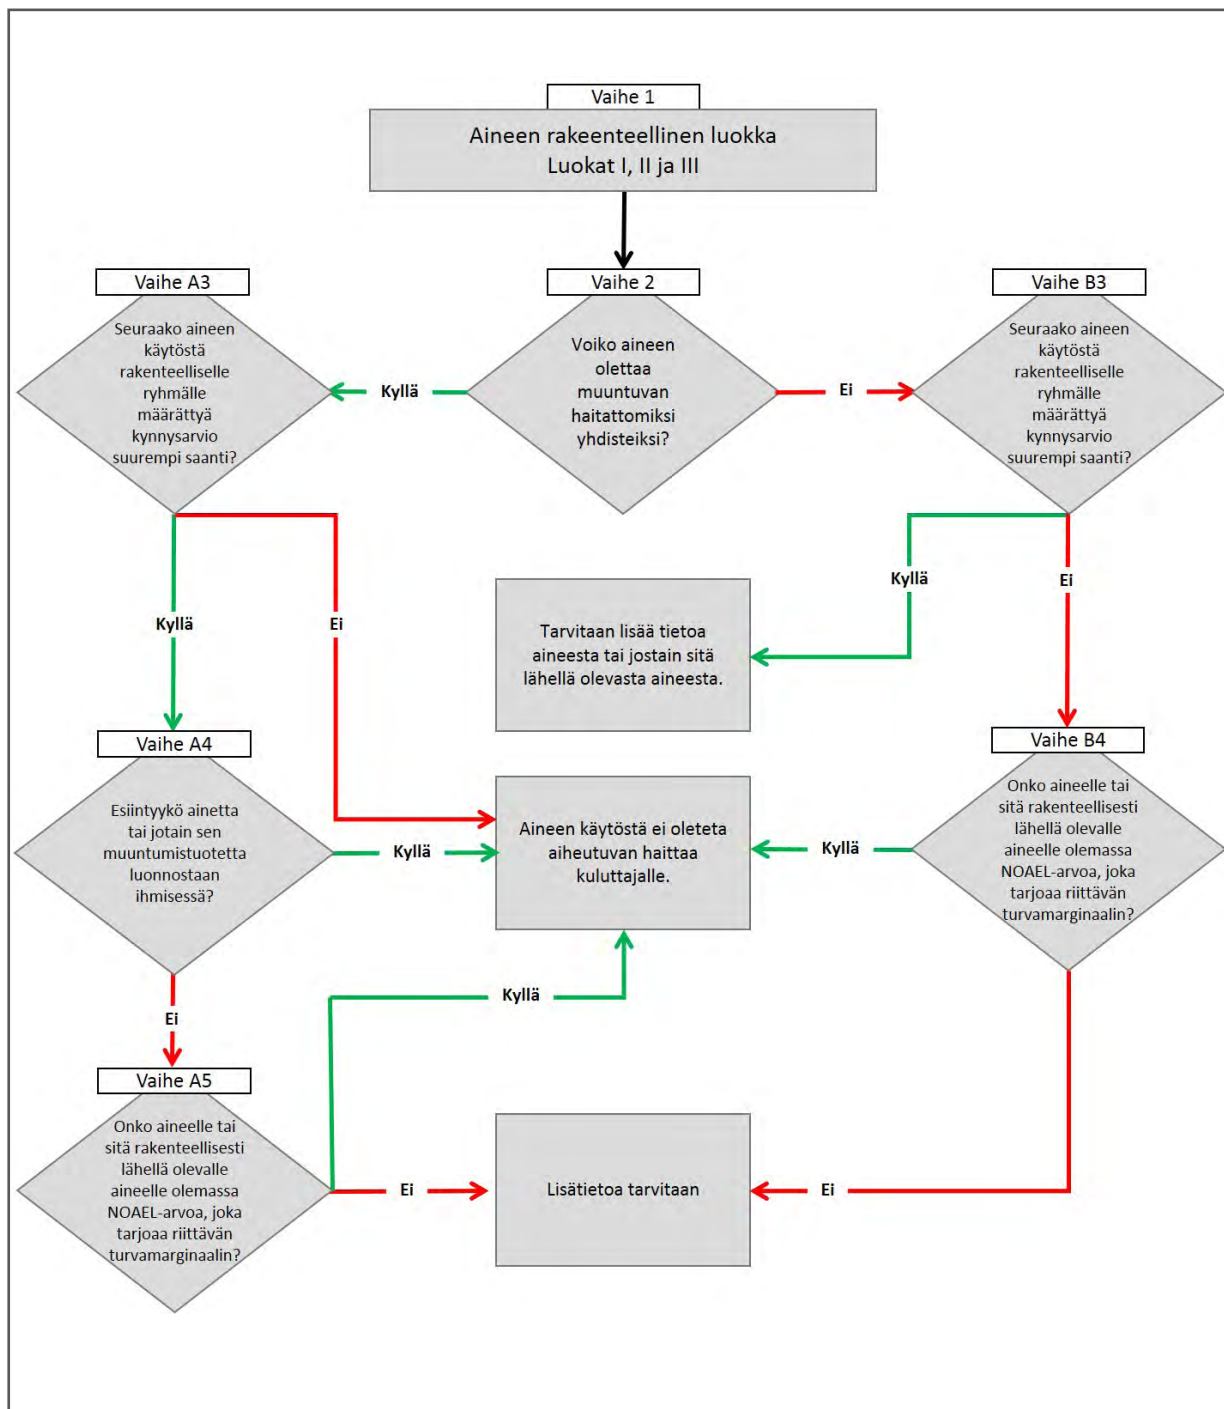 Vaihe 1
Aineen rakeenteellinen luokka
Luokat I, II ja III
Vaihe A3
Seuraako aineen
käytöstä
rakenteelliselle
ryhmälle
määrättyä
kynnysarvio
suurempi saanti?
Kyllä
Vaihe 2
Voiko aineen
olettaa
muuntuvan
haitattomiksi
yhdisteiksi?
Ei
Vaihe B3
Seuraako aineen
käytöstä
rakenteelliselle
ryhmälle
määrättyä
kynnysarvio
suurempi saanti?
Kyllä
Ei
Kyllä
Ei
Tarvitaan lisää tietoa
aineesta tai jostain sitä
lähellä olevasta aineesta.
Vaihe A4
Esiintyykö ainetta
tai jotain sen
muuntumistuotetta
luonnostaan
ihmisessä?
Kyllä
Aineen käytöstä ei oleteta
aiheutuvan haittaa
kuluttajalle.
Kyllä
Vaihe B4
Onko aineelle tai
sitä rakenteellisesti
lähellä olevalle
aineelle olemassa
NOAEL-arvoa, joka
tarjoaa riittävän
turvamarginaalin?
Ei
Kyllä
Vaihe A5
Onko aineelle tai
sitä rakenteellisesti
lähellä olevalle
aineelle olemassa
NOAEL-arvoa, joka
tarjoaa riittävän
turvamarginaalin?
Ei
Lisätietoa tarvitaan
Ei